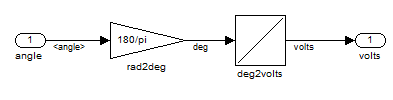 1
angle
<angle>
180/pi
rad2deg
deg
deg2volts
volts
1
volts